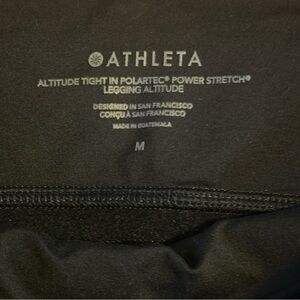 ATHLETA
ALTITUDE TIGHT IN POLARTEC® POWER STRETCH®
LEGGING ALTITUDE
DESIGNED IN SAN FRANCISCO
CONÇU À SAN FRANCISCO
MADE IN GUATEMALA
M